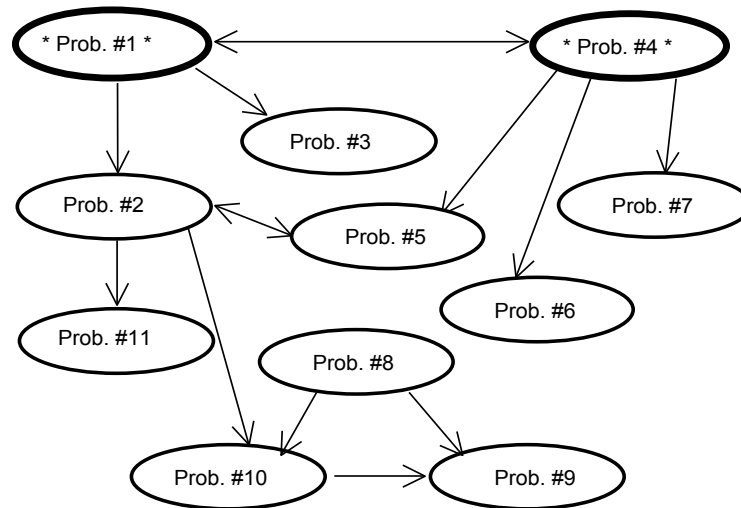 * Prob. #1 *
* Prob. #4 *
Prob. #3
Prob. #2
Prob. #7
Prob. #5
Prob. #6
Prob. #11
Prob. #8
Prob. #10
Prob. #9